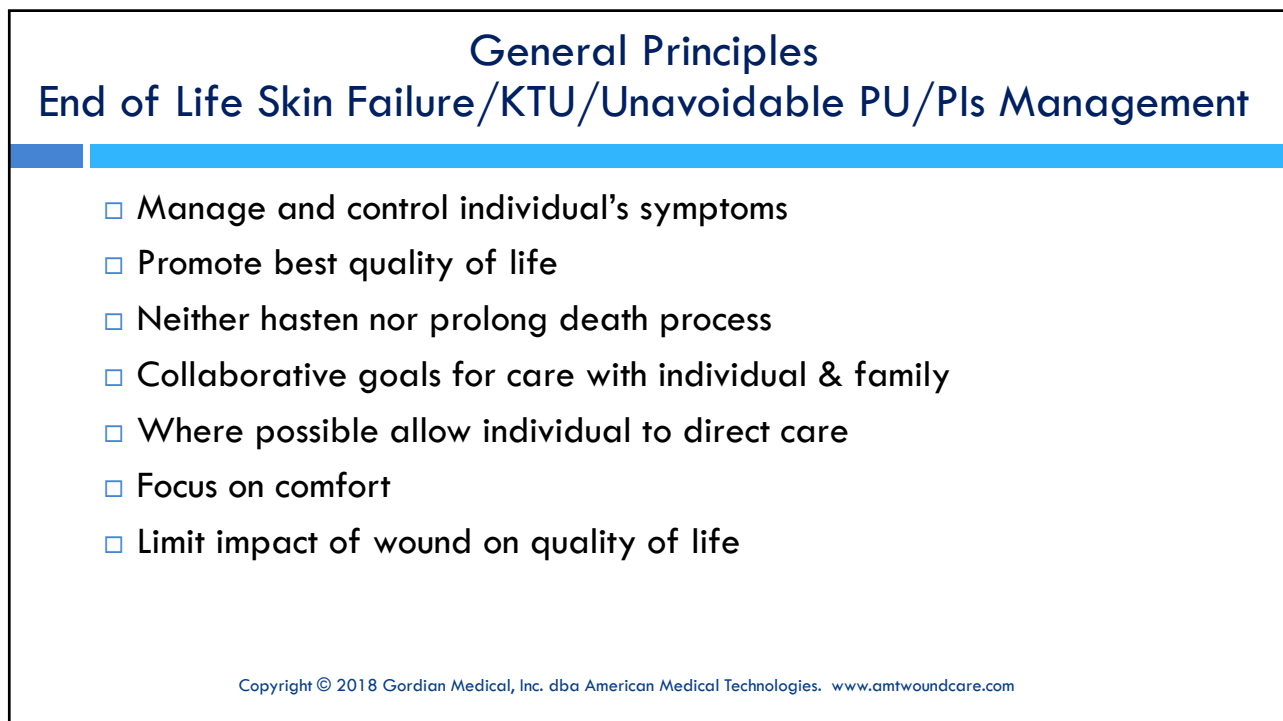 General Principles
End of Life Skin Failure/KTU/Unavoidable PU/PIs Management
Manage and control individual's symptoms
Promote best quality of life
Neither hasten nor prolong death process
Collaborative goals for care with individual & family
Where possible allow individual to direct care
Focus on comfort
Limit impact of wound on quality of life
Copyright © 2018 Gordian Medical, Inc. dba American Medical Technologies. www.amtwoundcare.com